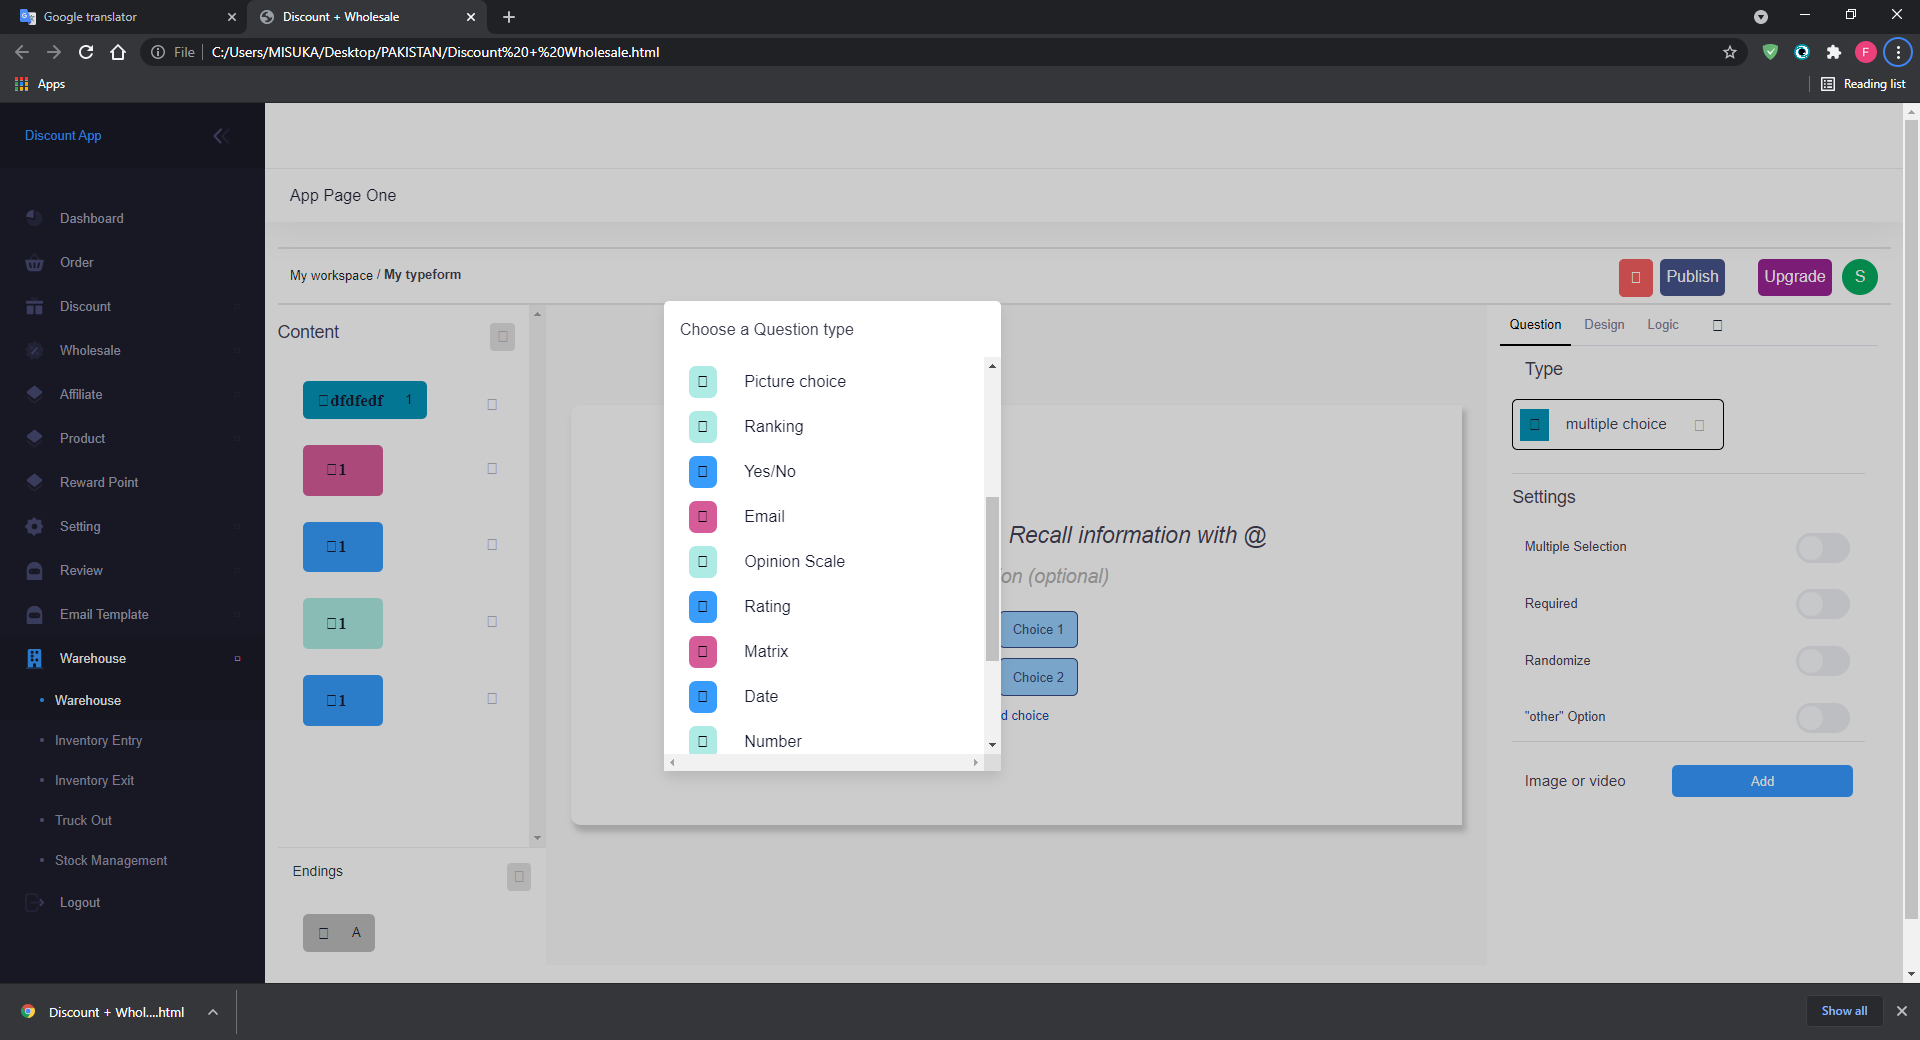 Google translator
Discount + Wholesale
File
C:/Users/MISUKA/Desktop/PAKISTAN/Discount%20+%20Wholesale.html
F
Apps
Reading list
Discount App
Dashboard
Order
Discount
Wholesale
Affiliate
Product
Reward Point
Setting
Review
Email Template
Warehouse
Warehouse
Inventory Entry
Inventory Exit
Truck Out
Stock Management
Logout
App Page One
My workspace / My typeform
Publish
Upgrade
S
Content
dfdfedf 1
1
1
1
1
Endings
A
Choose a Question type
Picture choice
Ranking
Yes/No
Email
Opinion Scale
Rating
Matrix
Date
Number
Recall information with @
on (optional)
Choice 1
Choice 2
d choice
Question
Design
Logic
Type
multiple choice
Settings
Multiple Selection
Required
Randomize
"other" Option
Image or video
Add
Discount + Whol....html
Show all